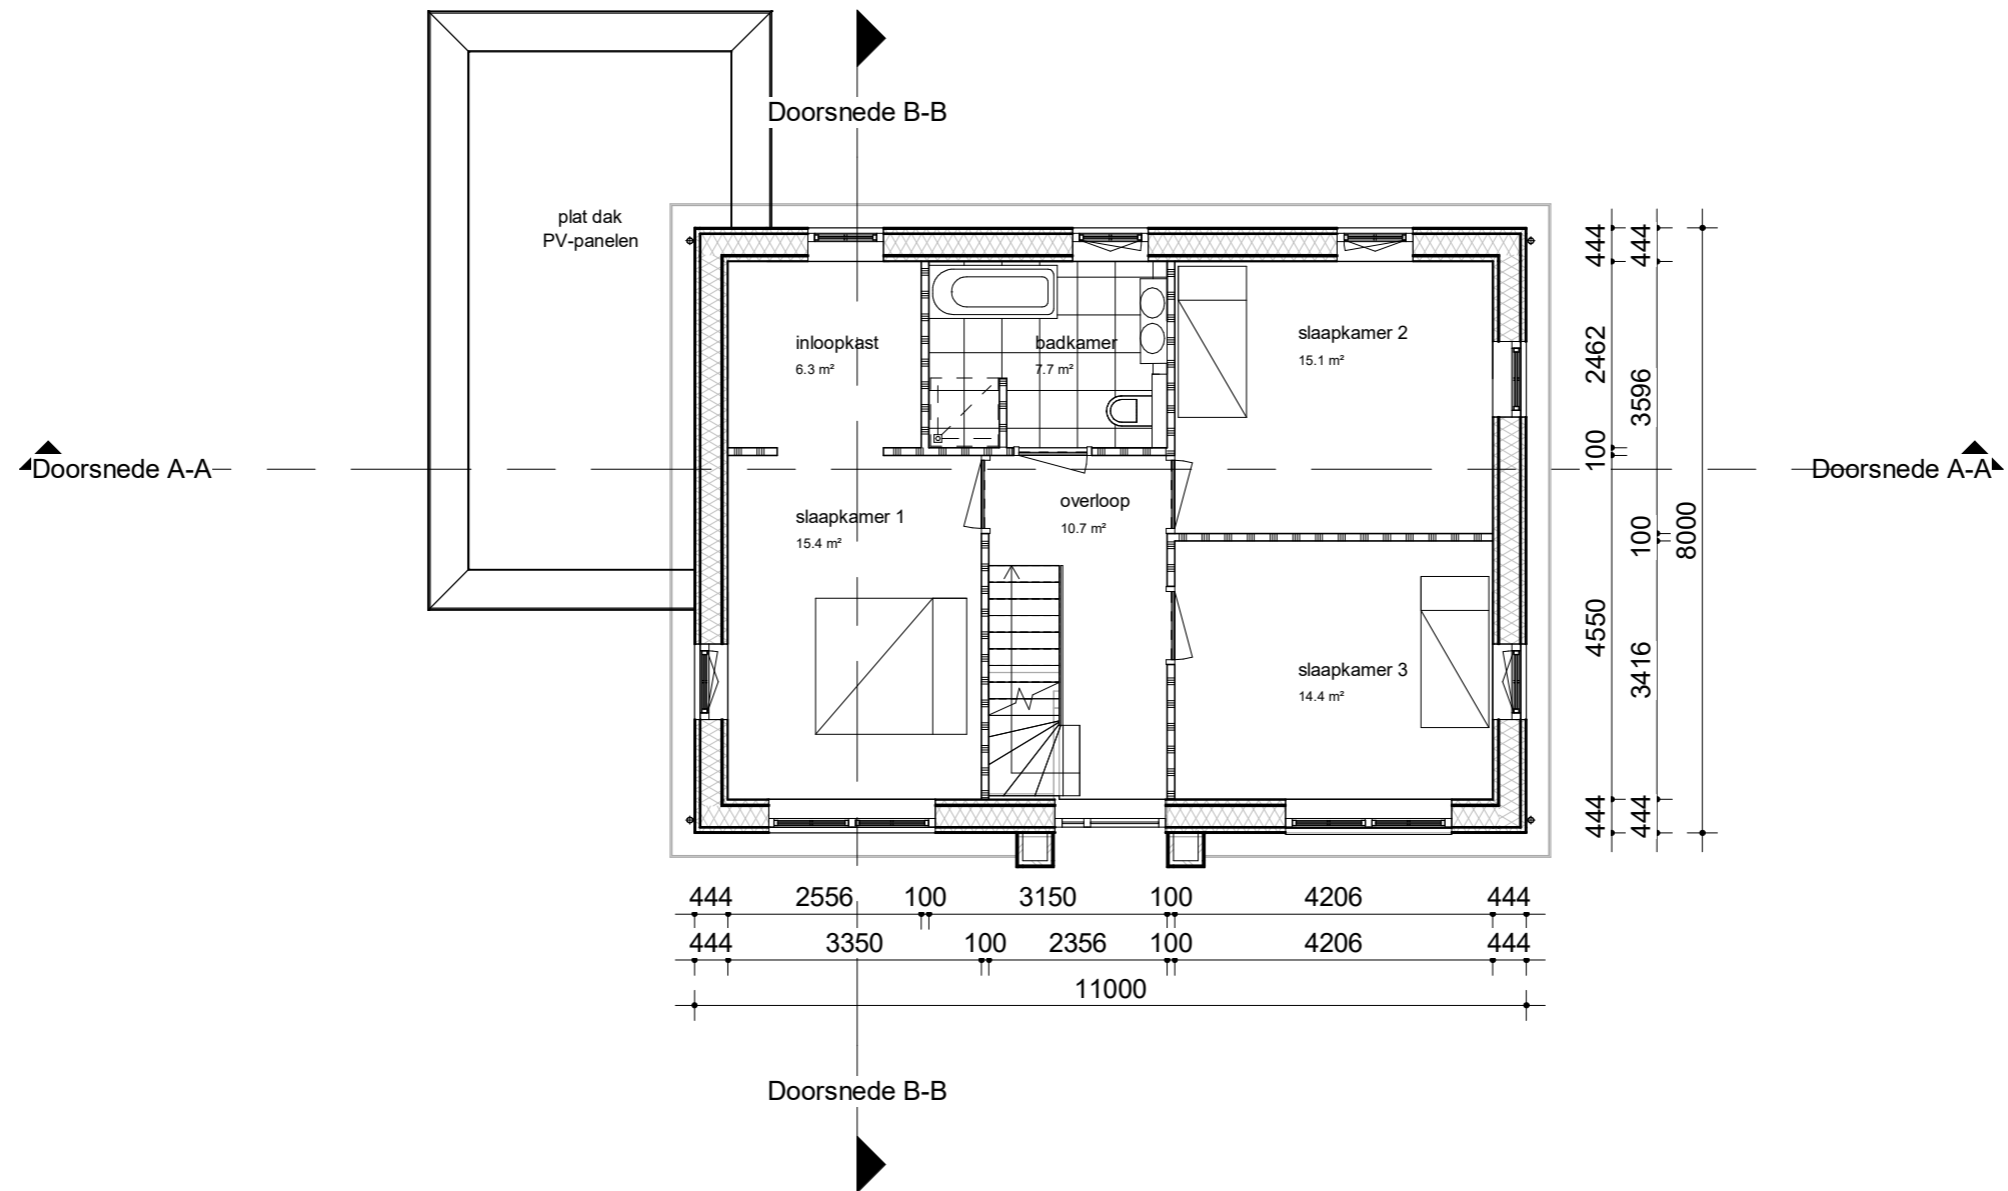 Doorsnede B-B
plat dak
PV-panelen
inloopkast
6.3 m²
badkamer
7.7 m²
slaapkamer 2
15.1 m²
Doorsnede A-A
Doorsnede A-A
slaapkamer 1
15.4 m²
overloop
10.7 m²
slaapkamer 3
14.4 m²
444
2462
100
4550
444
444
3596
100
3416
444
8000
444 2556 100 3150 100 4206 444
444 3350 100 2356 100 4206 444
11000
Doorsnede B-B